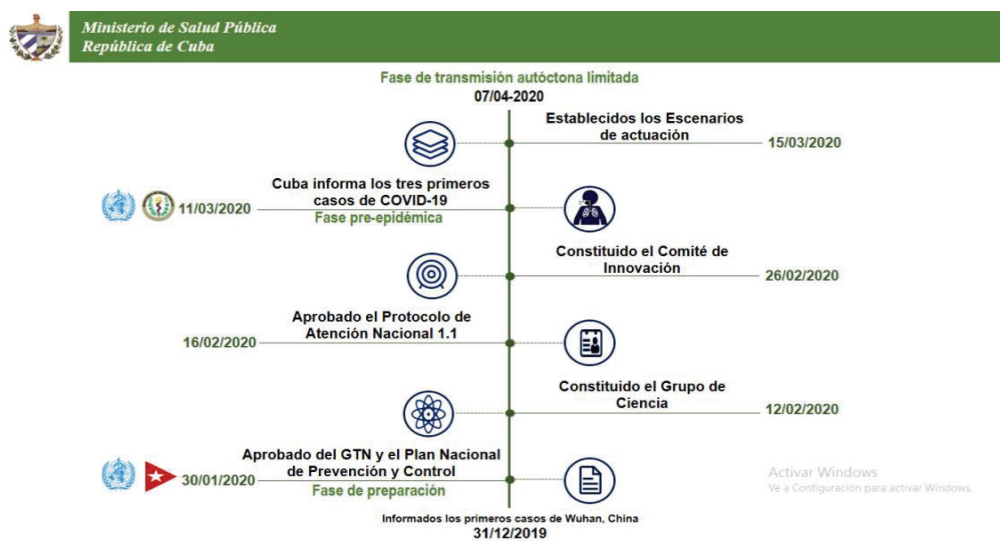 Ministerio de Salud Pública
República de Cuba
Fase de transmisión autóctona limitada
07/04-2020
Establecidos los Escenarios
de actuación
15/03/2020
Cuba informa los tres primeros
casos de COVID-19
11/03/2020
Fase pre-epidémica
Constituido el Comité de
Innovación
26/02/2020
Aprobado el Protocolo de
Atención Nacional 1.1
16/02/2020
Constituido el Grupo de
Ciencia
12/02/2020
Aprobado del GTN y el Plan Nacional
de Prevención y Control
30/01/2020
Fase de preparación
Activar Windows
Ve a Configuración para activar Windows.
Informados los primeros casos de Wuhan, China
31/12/2019